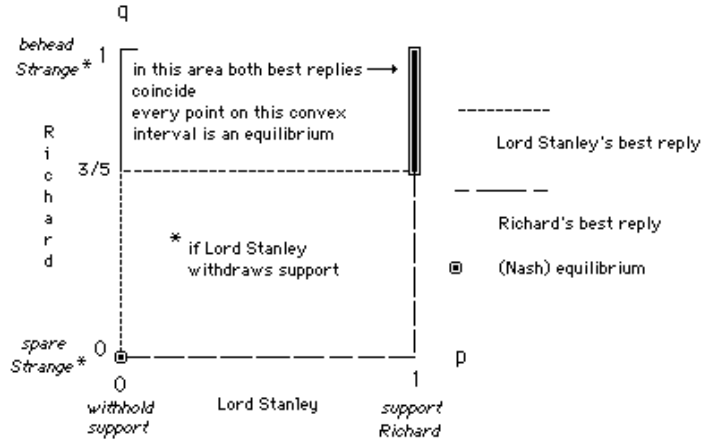 q
behead
Strange*
1
in this area both best replies
coincide
every point on this convex
interval is an equilibrium
Richard
3/5
Lord Stanley's best reply
Richard's best reply
(Nash) equilibrium
* if Lord Stanley
withdraws support
spare
Strange*
0
p
0
1
withhold
support
Lord Stanley
support
Richard